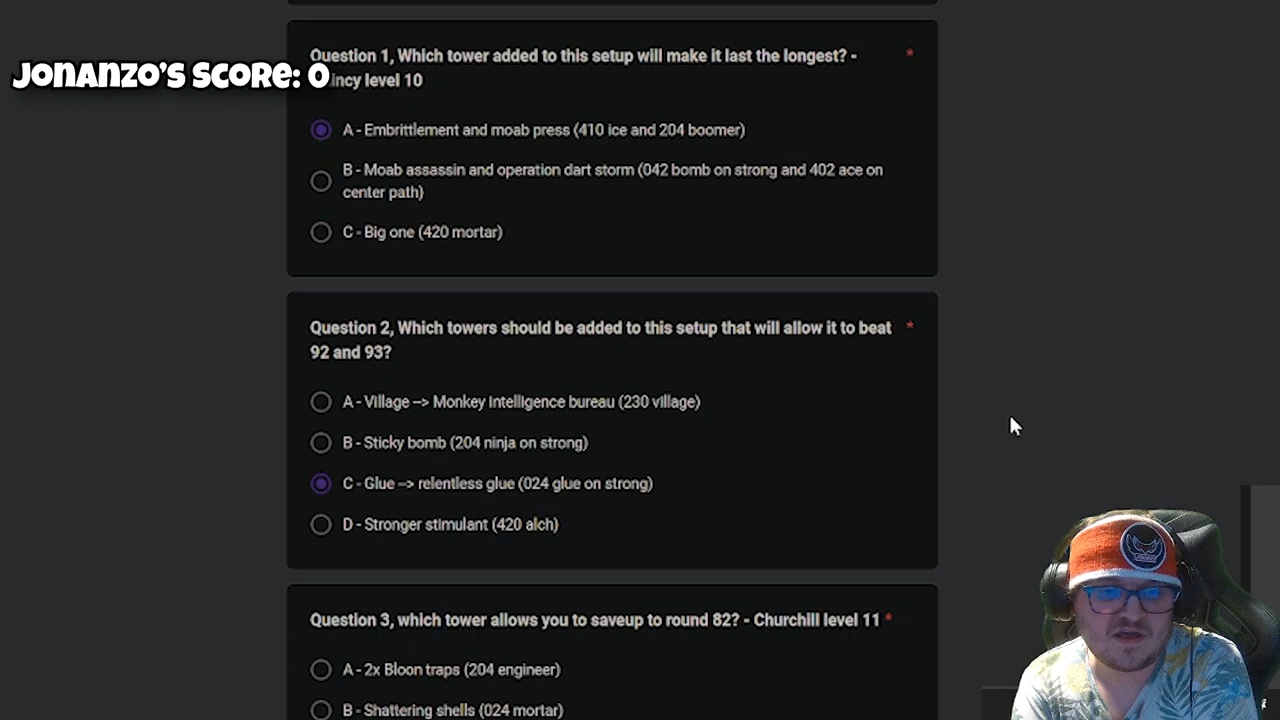 Question 1, Which tower added to this setup will make it last the longest? - *
Jonanzo's Score: 0
incy level 10
A - Embrittlement and moab press (410 ice and 204 boomer)
B - Moab assassin and operation dart storm (042 bomb on strong and 402 ace on
center path)
C - Big one (420 mortar)
Question 2, Which towers should be added to this setup that will allow it to beat *
92 and 93?
A - Village --> Monkey Intelligence bureau (230 village)
B - Sticky bomb (204 ninja on strong)
C - Glue --> relentless glue (024 glue on strong)
D - Stronger stimulant (420 alch)
Question 3, which tower allows you to saveup to round 82? - Churchill level 11 *
A - 2x Bloon traps (204 engineer)
B - Shattering shells (024 mortar)